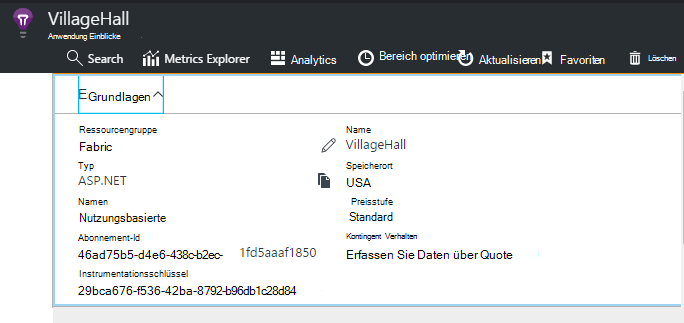 VillageHall
Anwendung Einblicke
Search Metrics Explorer Analytics Bereich optimieren Aktualisieren Favoriten Löschen
EGrundlagen
Ressourcengruppe Name
Fabric VillageHall
Typ Speicherort
ASP.NET USA
Namen Preisstufe
Nutzungsbasierte Standard
Abonnement-Id Kontingent Verhalten
46ad75b5-d4e6-438c-b2ec- 1fd5aaaf1850 Erfassen Sie Daten über Quote
Instrumentationsschlüssel
29bca676-f536-42ba-8792-b96db1c28d84